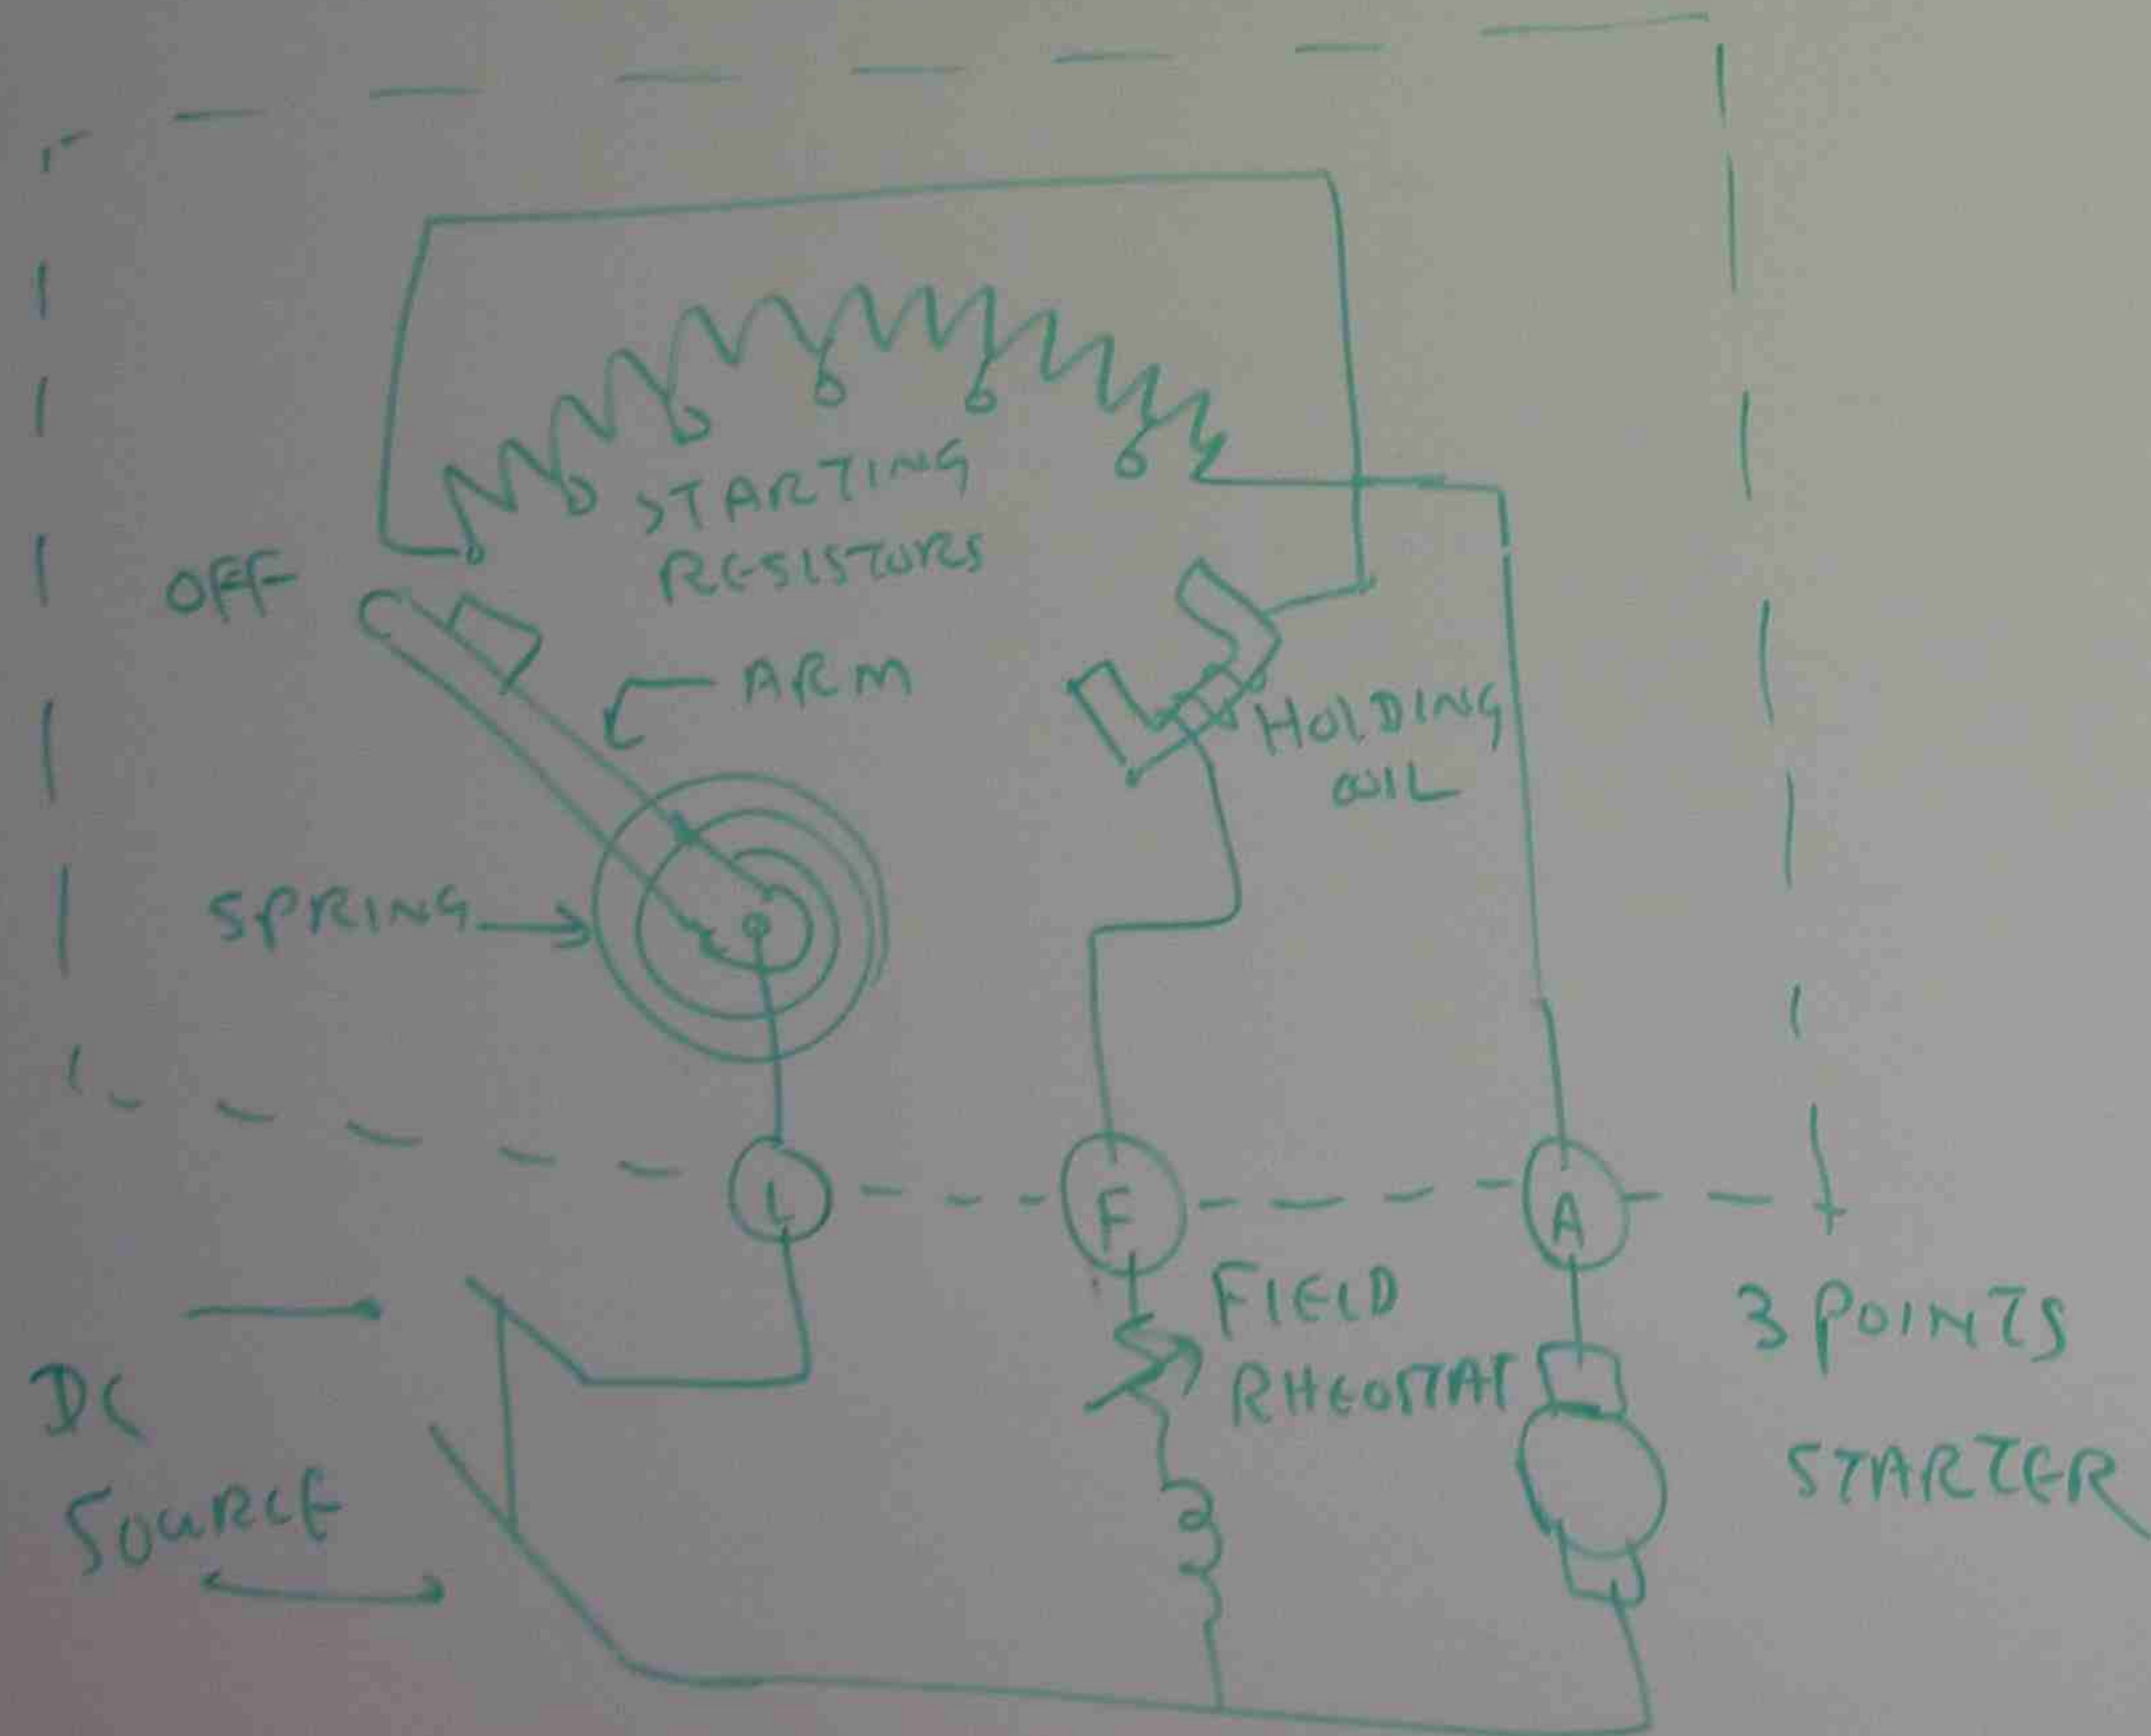 STARTING
RESISTORS
OFF
ARM
HOLDING
COIL
SPRING
L
F
A
FIELD
RHEOSTAT
3 POINTS
STARTER
DC
SOURCE